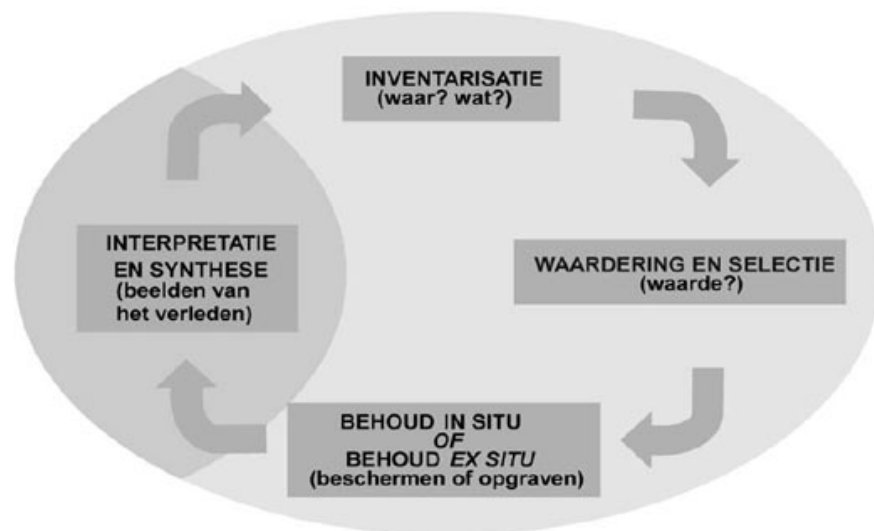 INVENTARISATIE
(waar? wat?)
WAARDERING EN SELECTIE
(waarde?)
BEHOUD IN SITU
OF
BEHOUD EX SITU
(beschermen of opgraven)
INTERPRETATIE
EN SYNTHESE
(beelden van
het verleden)